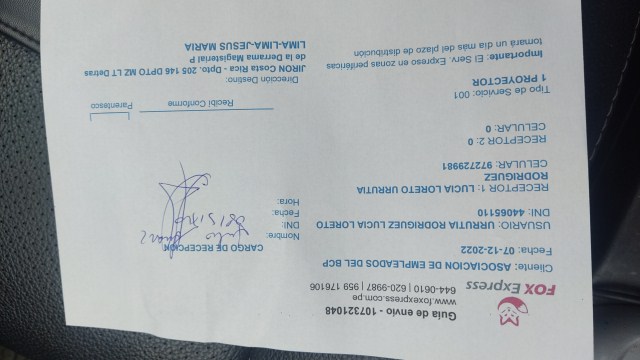 Guia de envio - 107321048
www.foxexpress.com.pe
FOX Express
644-0610 | 620-9987 | 959 176106
Cliente: ASOCIACION DE EMPLEADOS DEL BCP
Fecha: 07-12-2022
USUARIO: URRUTIA RODRIGUEZ LUCIA LORETO
DNI: 44065110
RECEPTOR 1: LUCIA LORETO URRUTIA
RODRIGUEZ
CELULAR: 972729981
RECEPTOR 2: 0
CELULAR: 0
Tipo de Servicio: 001
1 PROYECTOR
Importante: El Serv. Expreso en zonas periféricas
tomará un día más del plazo de distribución
CARGO DE RECEPCIÓN
Nombre:
DNI:
Fecha:
Hora:
Recibi Conforme
Parentesco
Dirección Destino:
JIRON Costa Rica - Dpto. 205 146 DPTO MZ LT Detras
de la Derrama Magisterial P
LIMA-LIMA-JESUS MARIA